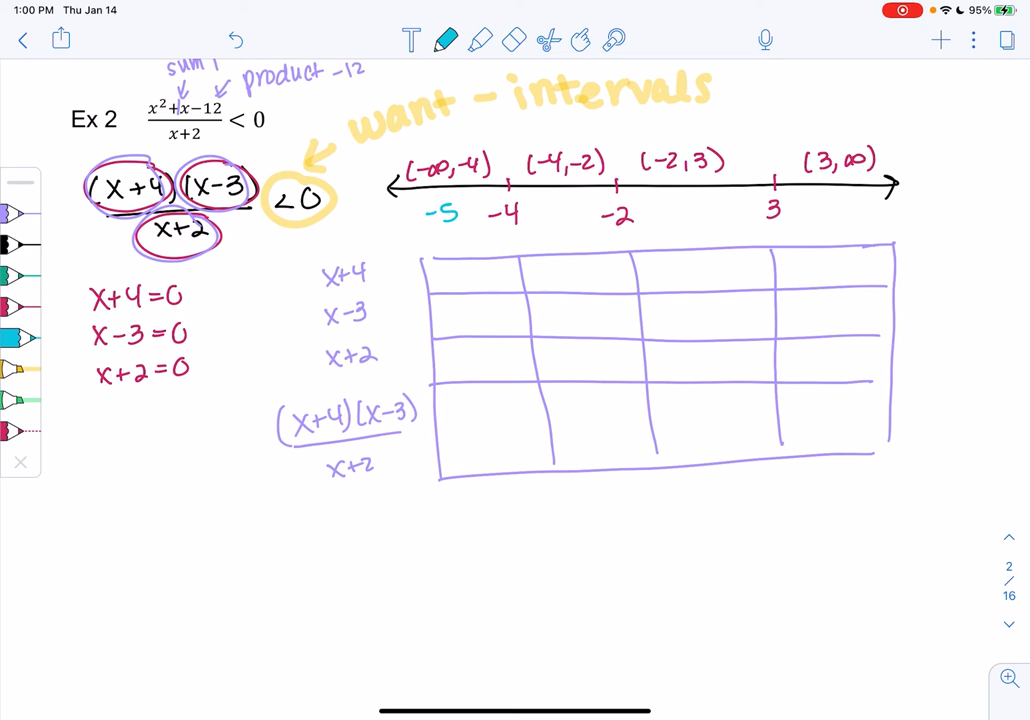 1:00 PM Thu Jan 14
95%
T
sum 1
product -12
Ex 2 x²+x−12 / x+2 < 0
want - intervals
(x+4)(x-3) / x+2 < 0
(-∞,-4) (-4,-2) (-2,3) (3,∞)
-5 -4 -2 3
x+4=0
x-3=0
x+2=0
x+4
x-3
x+2
(x+4)(x-3)
x+2
2
/
16